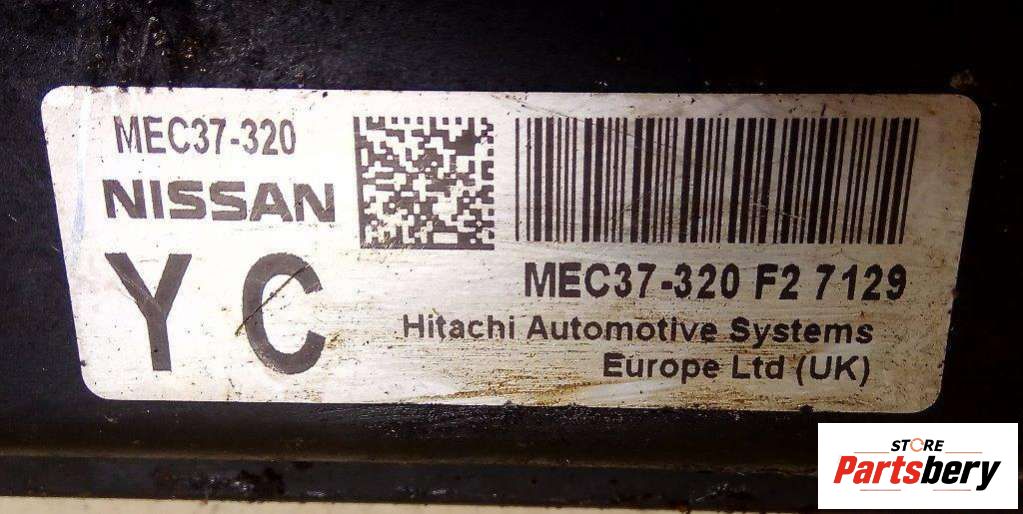 MEC37-320
NISSAN
Y C
MEC37-320 F2 7129
Hitachi Automotive Systems
Europe Ltd (UK)
STORE
Partsbery